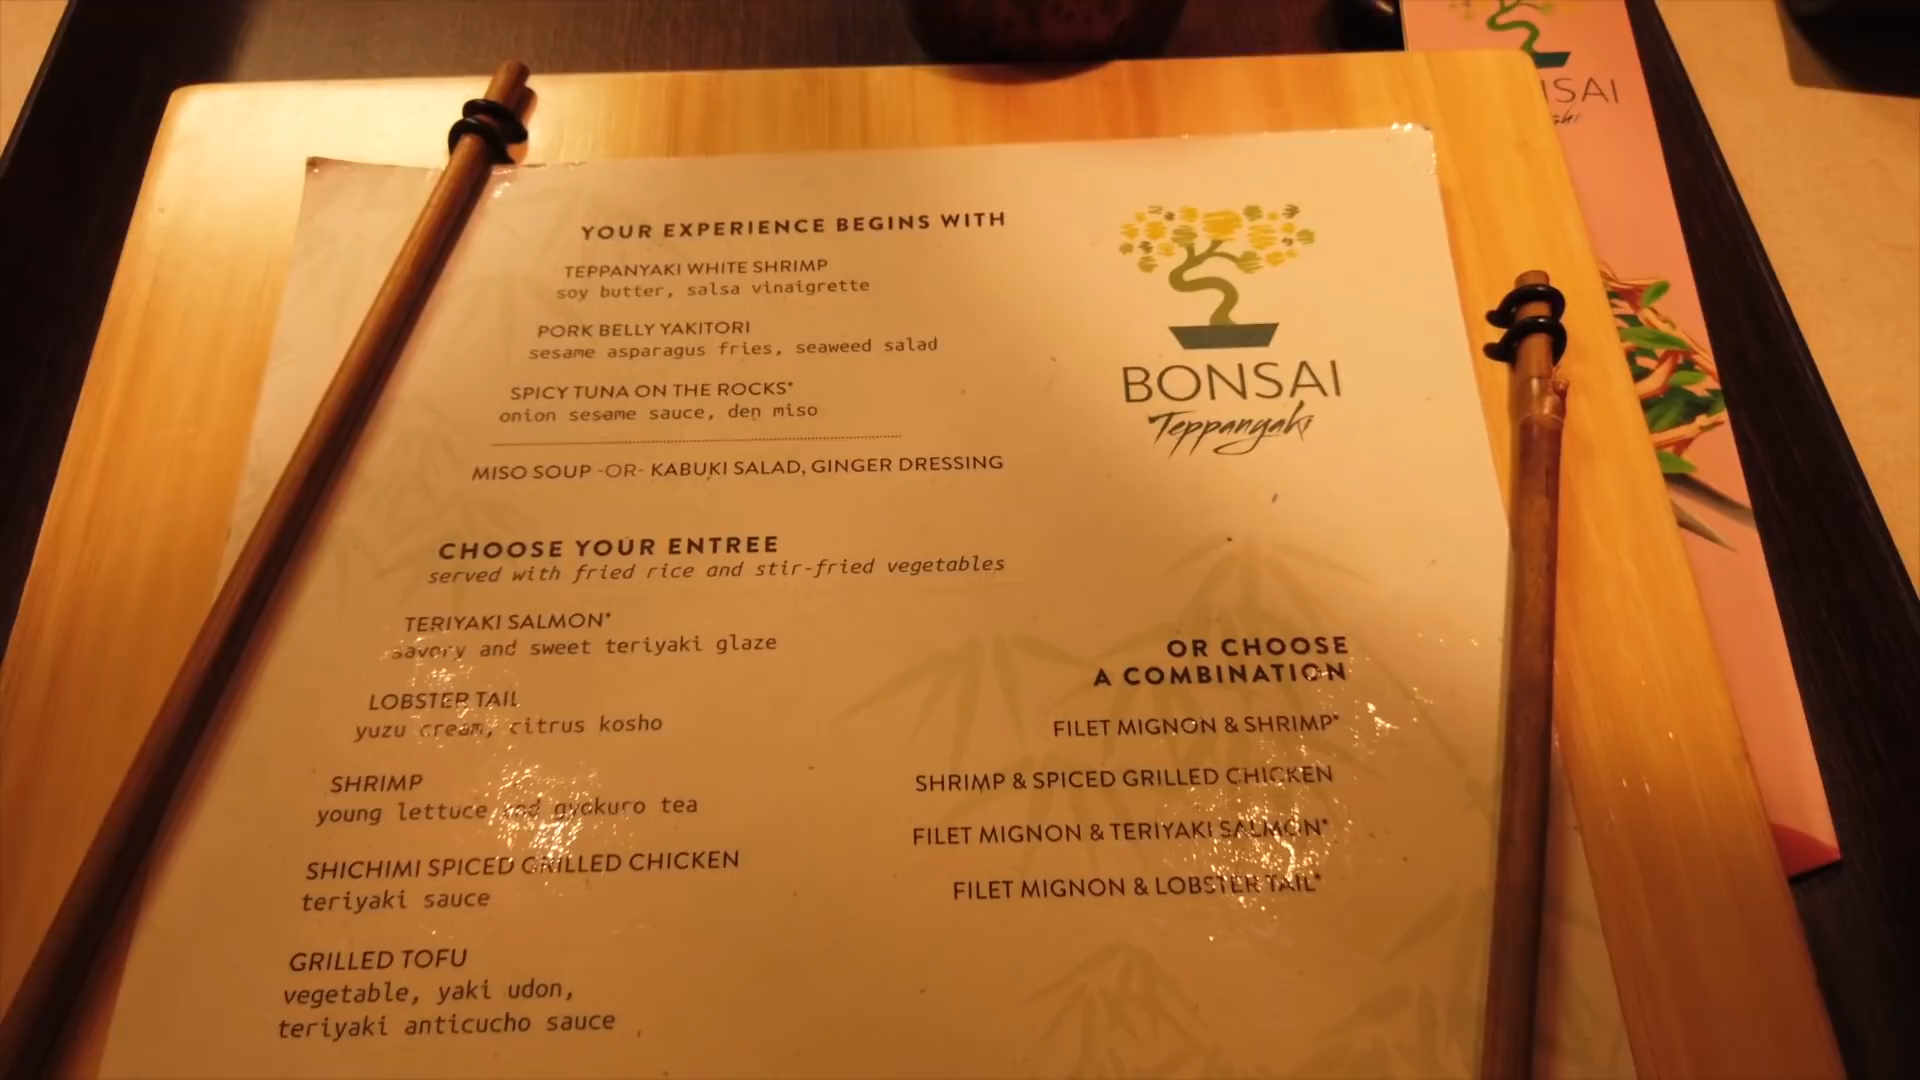 YOUR EXPERIENCE BEGINS WITH
TEPPANYAKI WHITE SHRIMP
soy butter, salsa vinaigrette
PORK BELLY YAKITORI
sesame asparagus fries, seaweed salad
SPICY TUNA ON THE ROCKS*
onion sesame sauce, den miso
MISO SOUP -OR- KABUKI SALAD, GINGER DRESSING
CHOOSE YOUR ENTREE
served with fried rice and stir-fried vegetables
TERIYAKI SALMON*
savory and sweet teriyaki glaze
LOBSTER TAIL
yuzu cream, citrus kosho
SHRIMP
young lettuce and gyokuro tea
SHICHIMI SPICED GRILLED CHICKEN
teriyaki sauce
GRILLED TOFU
vegetable, yaki udon,
teriyaki anticucho sauce
BONSAI
Teppanyaki
OR CHOOSE
A COMBINATION
FILET MIGNON & SHRIMP*
SHRIMP & SPICED GRILLED CHICKEN
FILET MIGNON & TERIYAKI SALMON*
FILET MIGNON & LOBSTER TAIL*